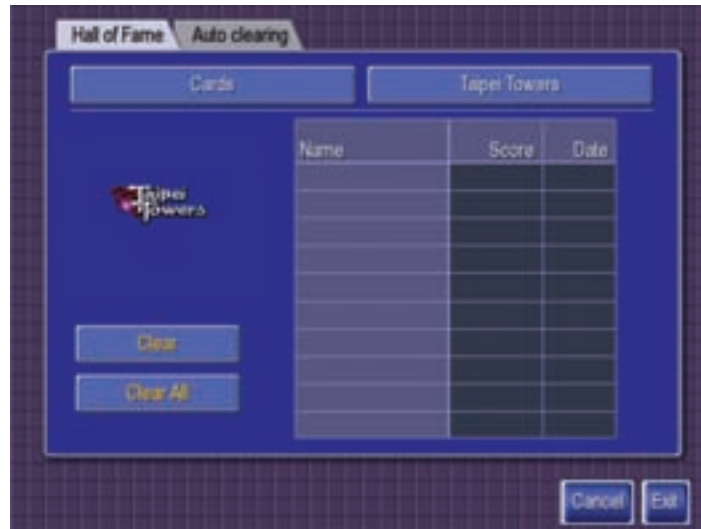 Hall of Fame Auto clearing
Cards Taipei Towers
Name Score Date
Taipei
Towers
Clear
Clear All
Cancel Exit